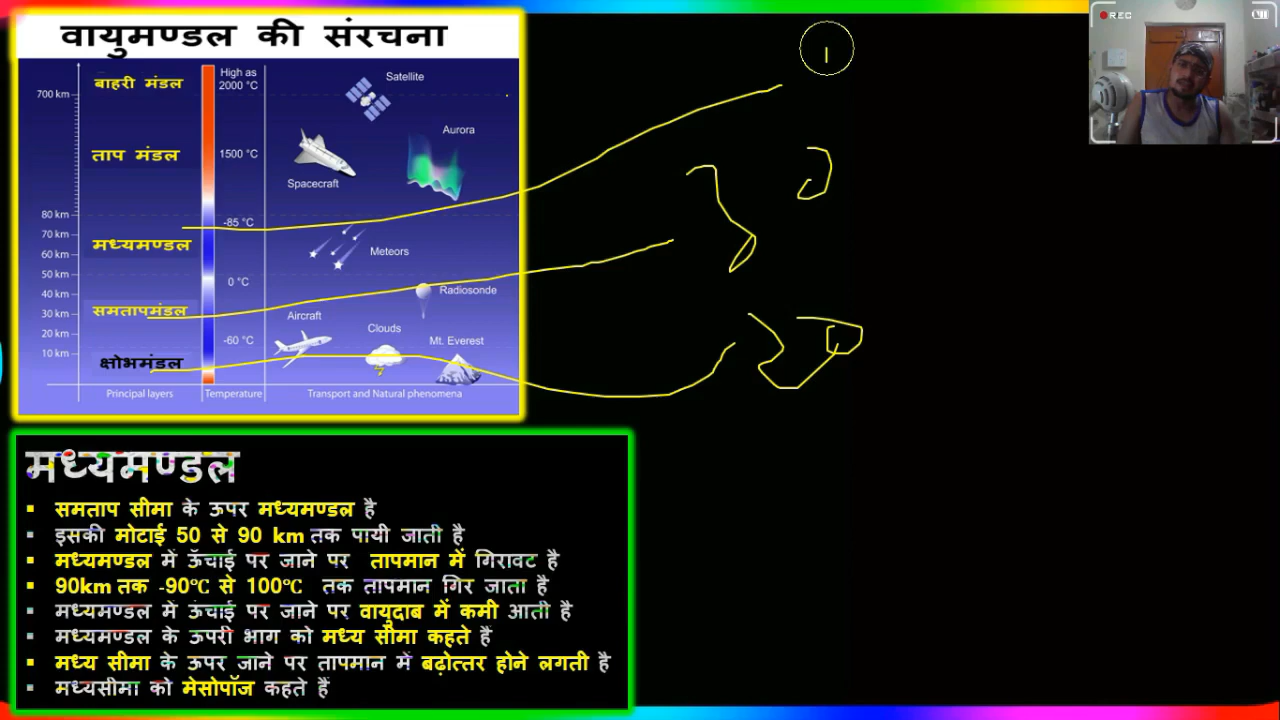 वायुमण्डल की संरचना
बाहरी मंडल
700 km
High as
2000 °C
Satellite
ताप मंडल
1500 °C
Aurora
Spacecraft
80 km
-85 °C
70 km
मध्यमण्डल
60 km
Meteors
50 km
0 °C
40 km
Radiosonde
समतापमंडल
30 km
Aircraft
20 km
-60 °C
Clouds
Mt. Everest
10 km
क्षोभमंडल
Principal layers
Temperature
Transport and Natural phenomena
REC
मध्यमण्डल
समताप सीमा के ऊपर मध्यमण्डल है
इसकी मोटाई 50 से 90 km तक पायी जाती है
मध्यमण्डल में ऊँचाई पर जाने पर तापमान में गिरावट है
90km तक -90°C से 100°C तक तापमान गिर जाता है
मध्यमण्डल में ऊंचाई पर जाने पर वायुदाब में कमी आती है
मध्यमण्डल के ऊपरी भाग को मध्य सीमा कहते हैं
मध्य सीमा के ऊपर जाने पर तापमान में बढ़ोत्तर होने लगती है
मध्यसीमा को मेसोपॉज कहते हैं